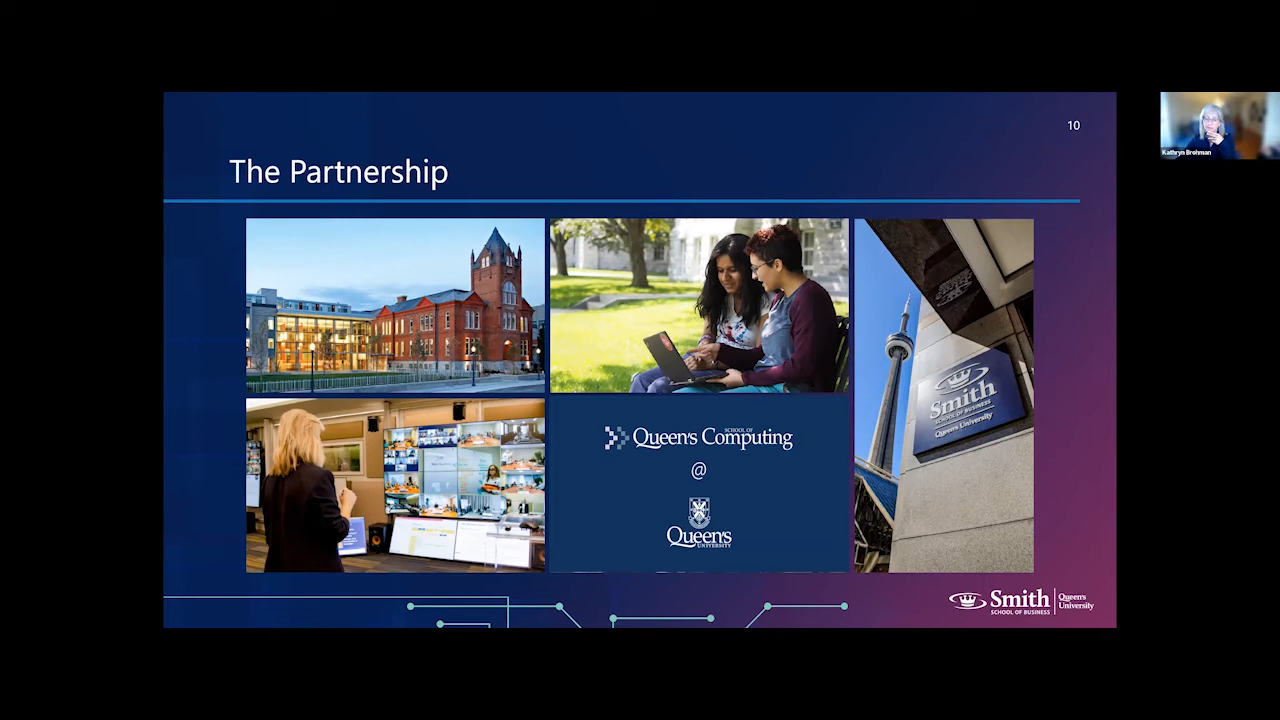 10
Kathryn Brohman
The Partnership
SCHOOL OF
Queen's Computing
@
Queen's
UNIVERSITY
Smith
SCHOOL OF BUSINESS
Queen's University
Smith
SCHOOL OF BUSINESS
Queen's
University